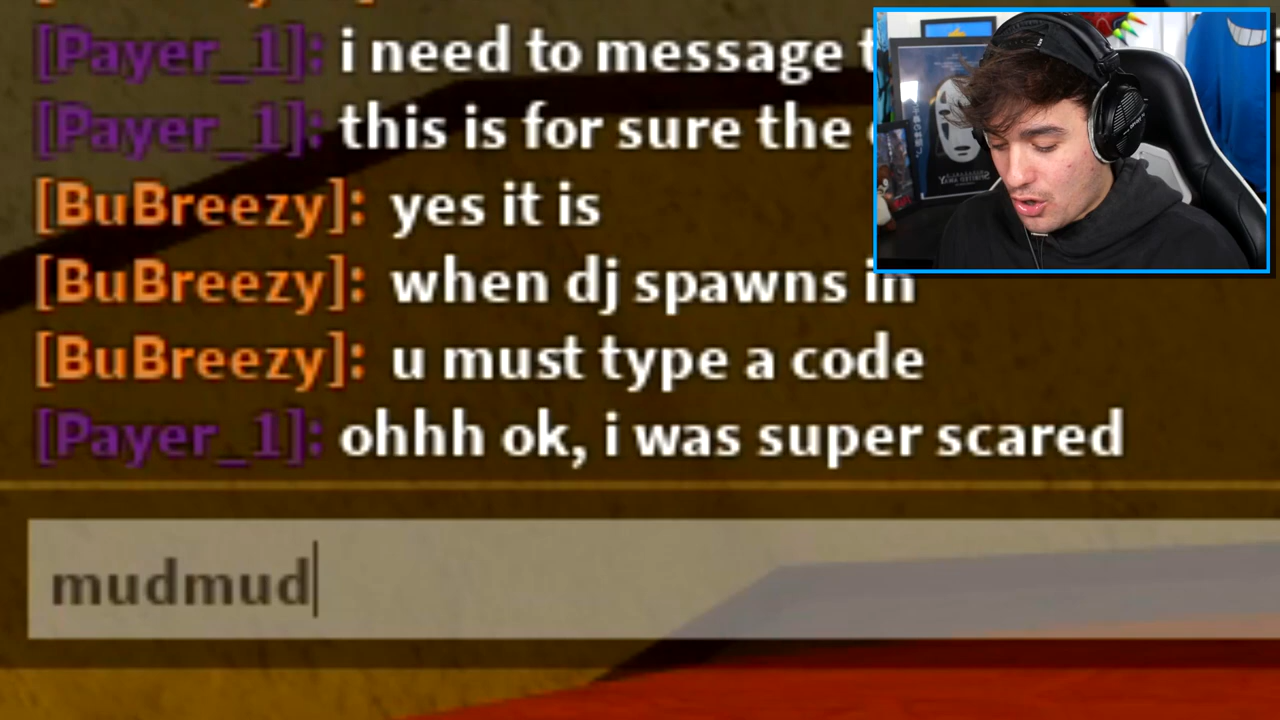 [Payer_1]: i need to message
[Payer_1]: this is for sure the
[BuBreezy]: yes it is
[BuBreezy]: when dj spawns in
[BuBreezy]: u must type a code
[Payer_1]: ohhh ok, i was super scared
mudmud